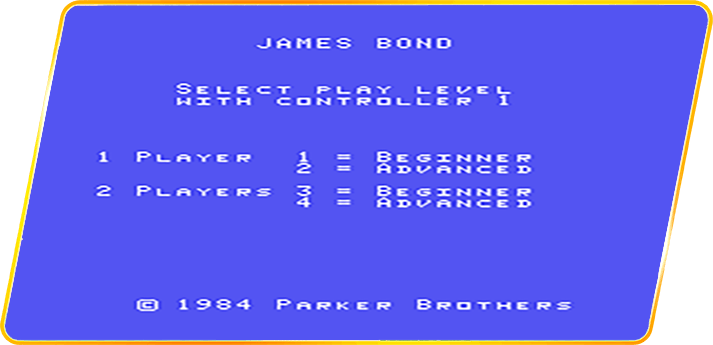 JAMES BOND
SELECT PLAY LEVEL
WITH CONTROLLER 1
1 PLAYER 1 = BEGINNER
2 = ADVANCED
2 PLAYERS 3 = BEGINNER
4 = ADVANCED
© 1984 PARKER BROTHERS